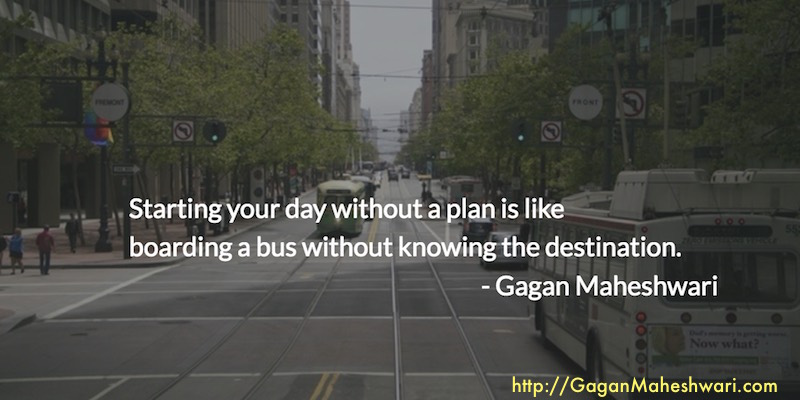 FREMONT
FRONT
Starting your day without a plan is like
boarding a bus without knowing the destination.
- Gagan Maheshwari
Now what?
http://GaganMaheshwari.com